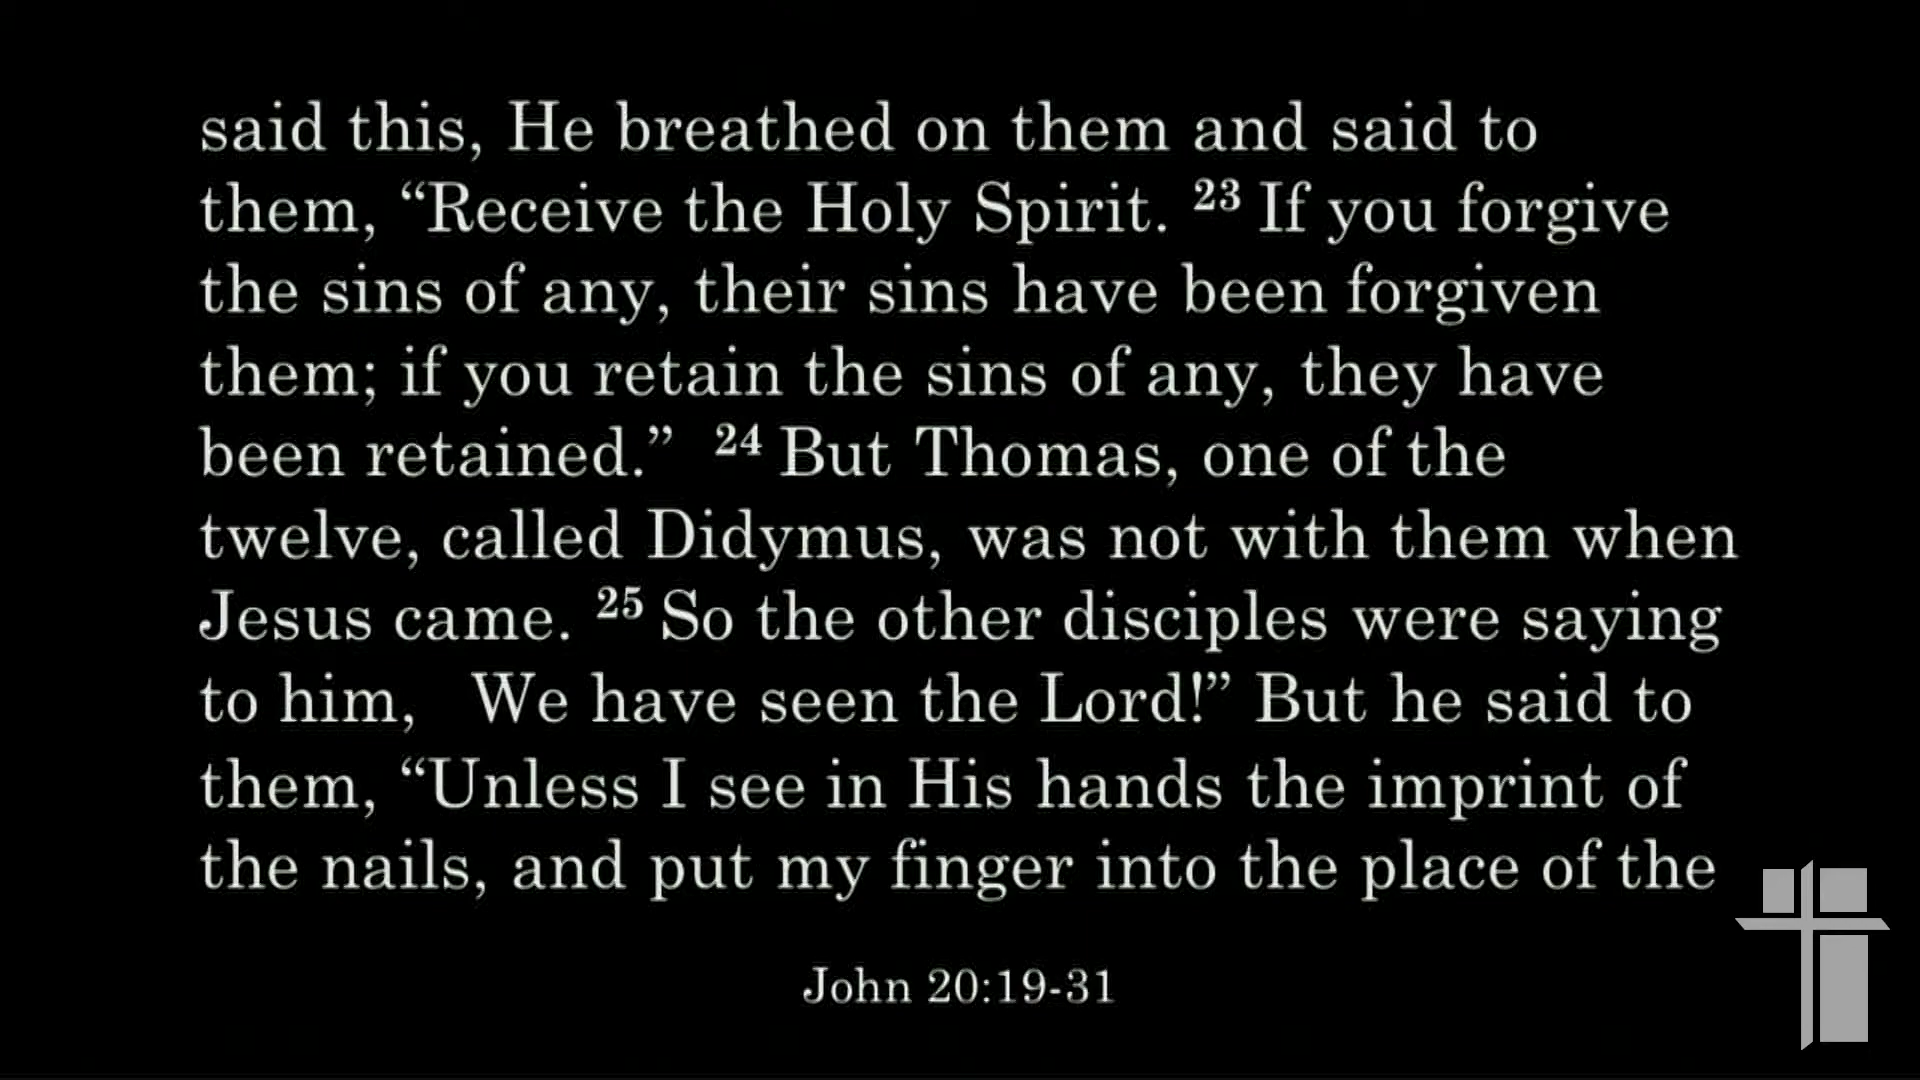 said this, He breathed on them and said to
them, “Receive the Holy Spirit. 23 If you forgive
the sins of any, their sins have been forgiven
them; if you retain the sins of any, they have
been retained.” 24 But Thomas, one of the
twelve, called Didymus, was not with them when
Jesus came. 25 So the other disciples were saying
to him, We have seen the Lord!” But he said to
them, “Unless I see in His hands the imprint of
the nails, and put my finger into the place of the
John 20:19-31